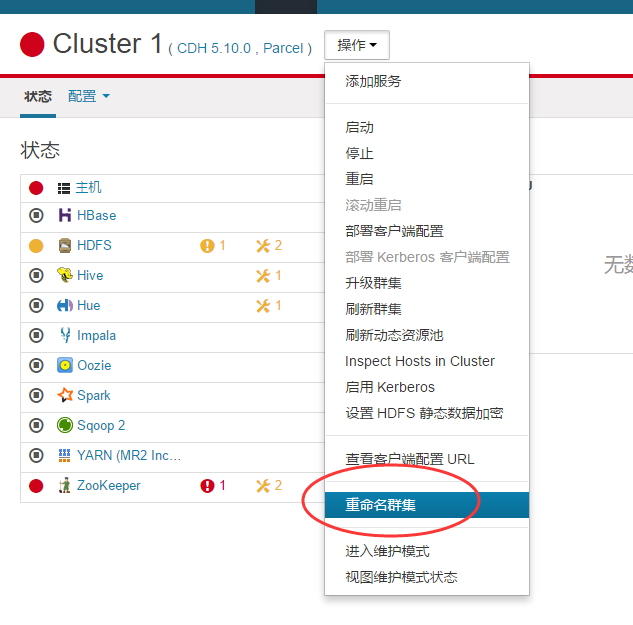 Cluster 1 ( CDH 5.10.0 , Parcel ) 操作
状态 配置
状态
主机
HBase
HDFS 1 2
Hive 1
Hue 1
Impala
Oozie
Spark
Sqoop 2
YARN (MR2 Inc...
ZooKeeper 1 2
添加服务
启动
停止
重启
滚动重启
部署客户端配置
部署 Kerberos 客户端配置
升级群集
刷新群集
刷新动态资源池
Inspect Hosts in Cluster
启用 Kerberos
设置 HDFS 静态数据加密
查看客户端配置 URL
重命名群集
进入维护模式
视图维护模式状态
无